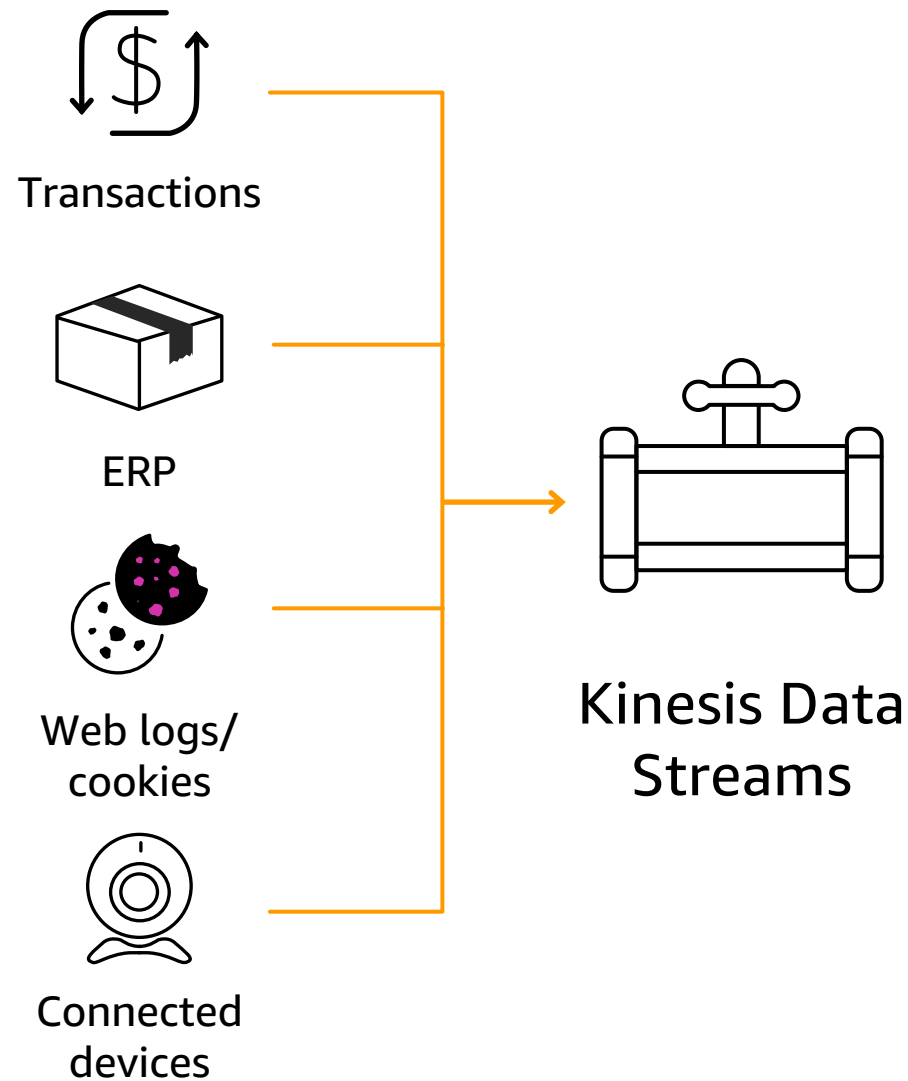 Transactions
ERP
Web logs/
cookies
Connected
devices
Kinesis Data
Streams